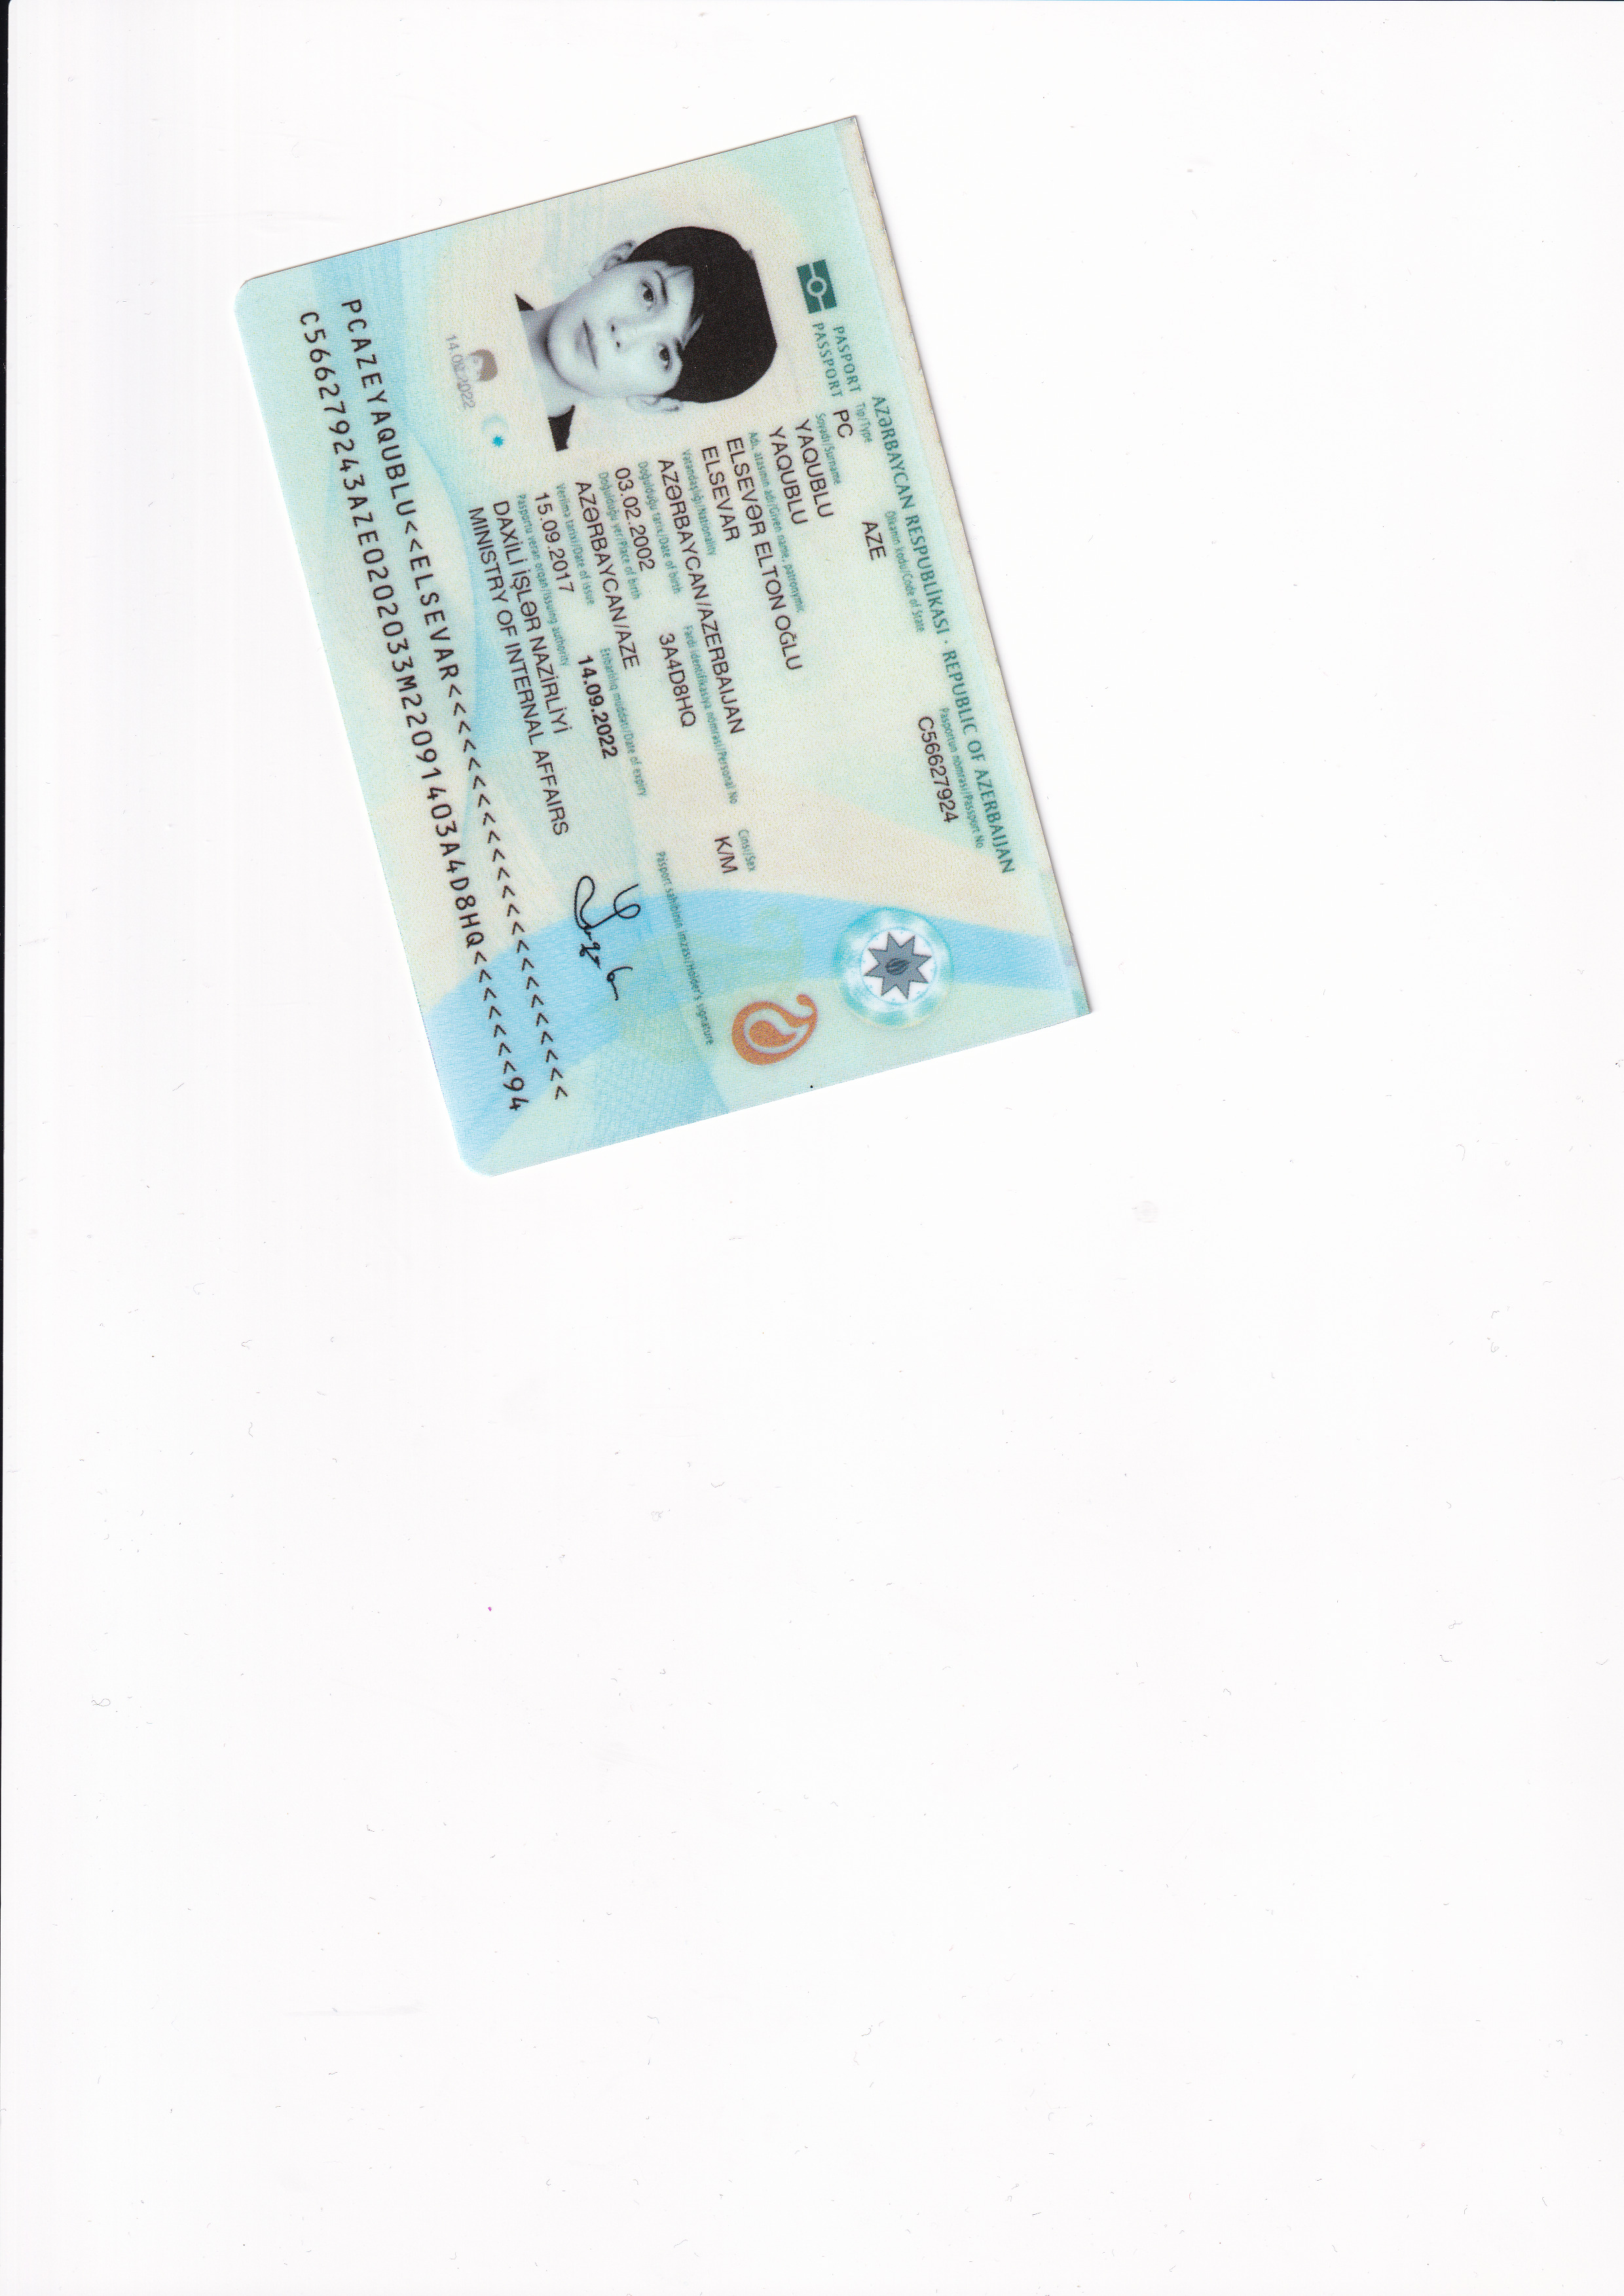 AZƏRBAYCAN RESPUBLİKASI · REPUBLIC OF AZERBAIJAN
PASPORT
PASSPORT
Tip/Type
PC
Ölkənin kodu/Code of State
AZE
Pasportun nömrəsi/Passport No
C56627924
Soyadı/Surname
YAQUBLU
YAQUBLU
Adı, atasının adı/Given name, patronymic
ELSEVƏR ELTON OĞLU
ELSEVAR
Vətəndaşlığı/Nationality
AZƏRBAYCAN/AZERBAIJAN
Doğulduğu tarix/Date of birth
03.02.2002
Fərdi identifikasiya nömrəsi/Personal No
3A4D8HQ
Cinsi/Sex
K/M
Doğulduğu yer/Place of birth
AZƏRBAYCAN/AZE
Verilmə tarixi/Date of issue
15.09.2017
Etibarlılıq müddəti/Date of expiry
14.09.2022
Pasport sahibinin imzası/Holder's signature
Pasportu verən orqan/Issuing authority
DAXİLİ İŞLƏR NAZİRLİYİ
MINISTRY OF INTERNAL AFFAIRS
PCAZEYAQUBLU<<ELSEVAR<<<<<<<<<<<<<<<<<<<<<<<
C566279243AZE0202033M22091403A4D8HQ<<<<<<<94